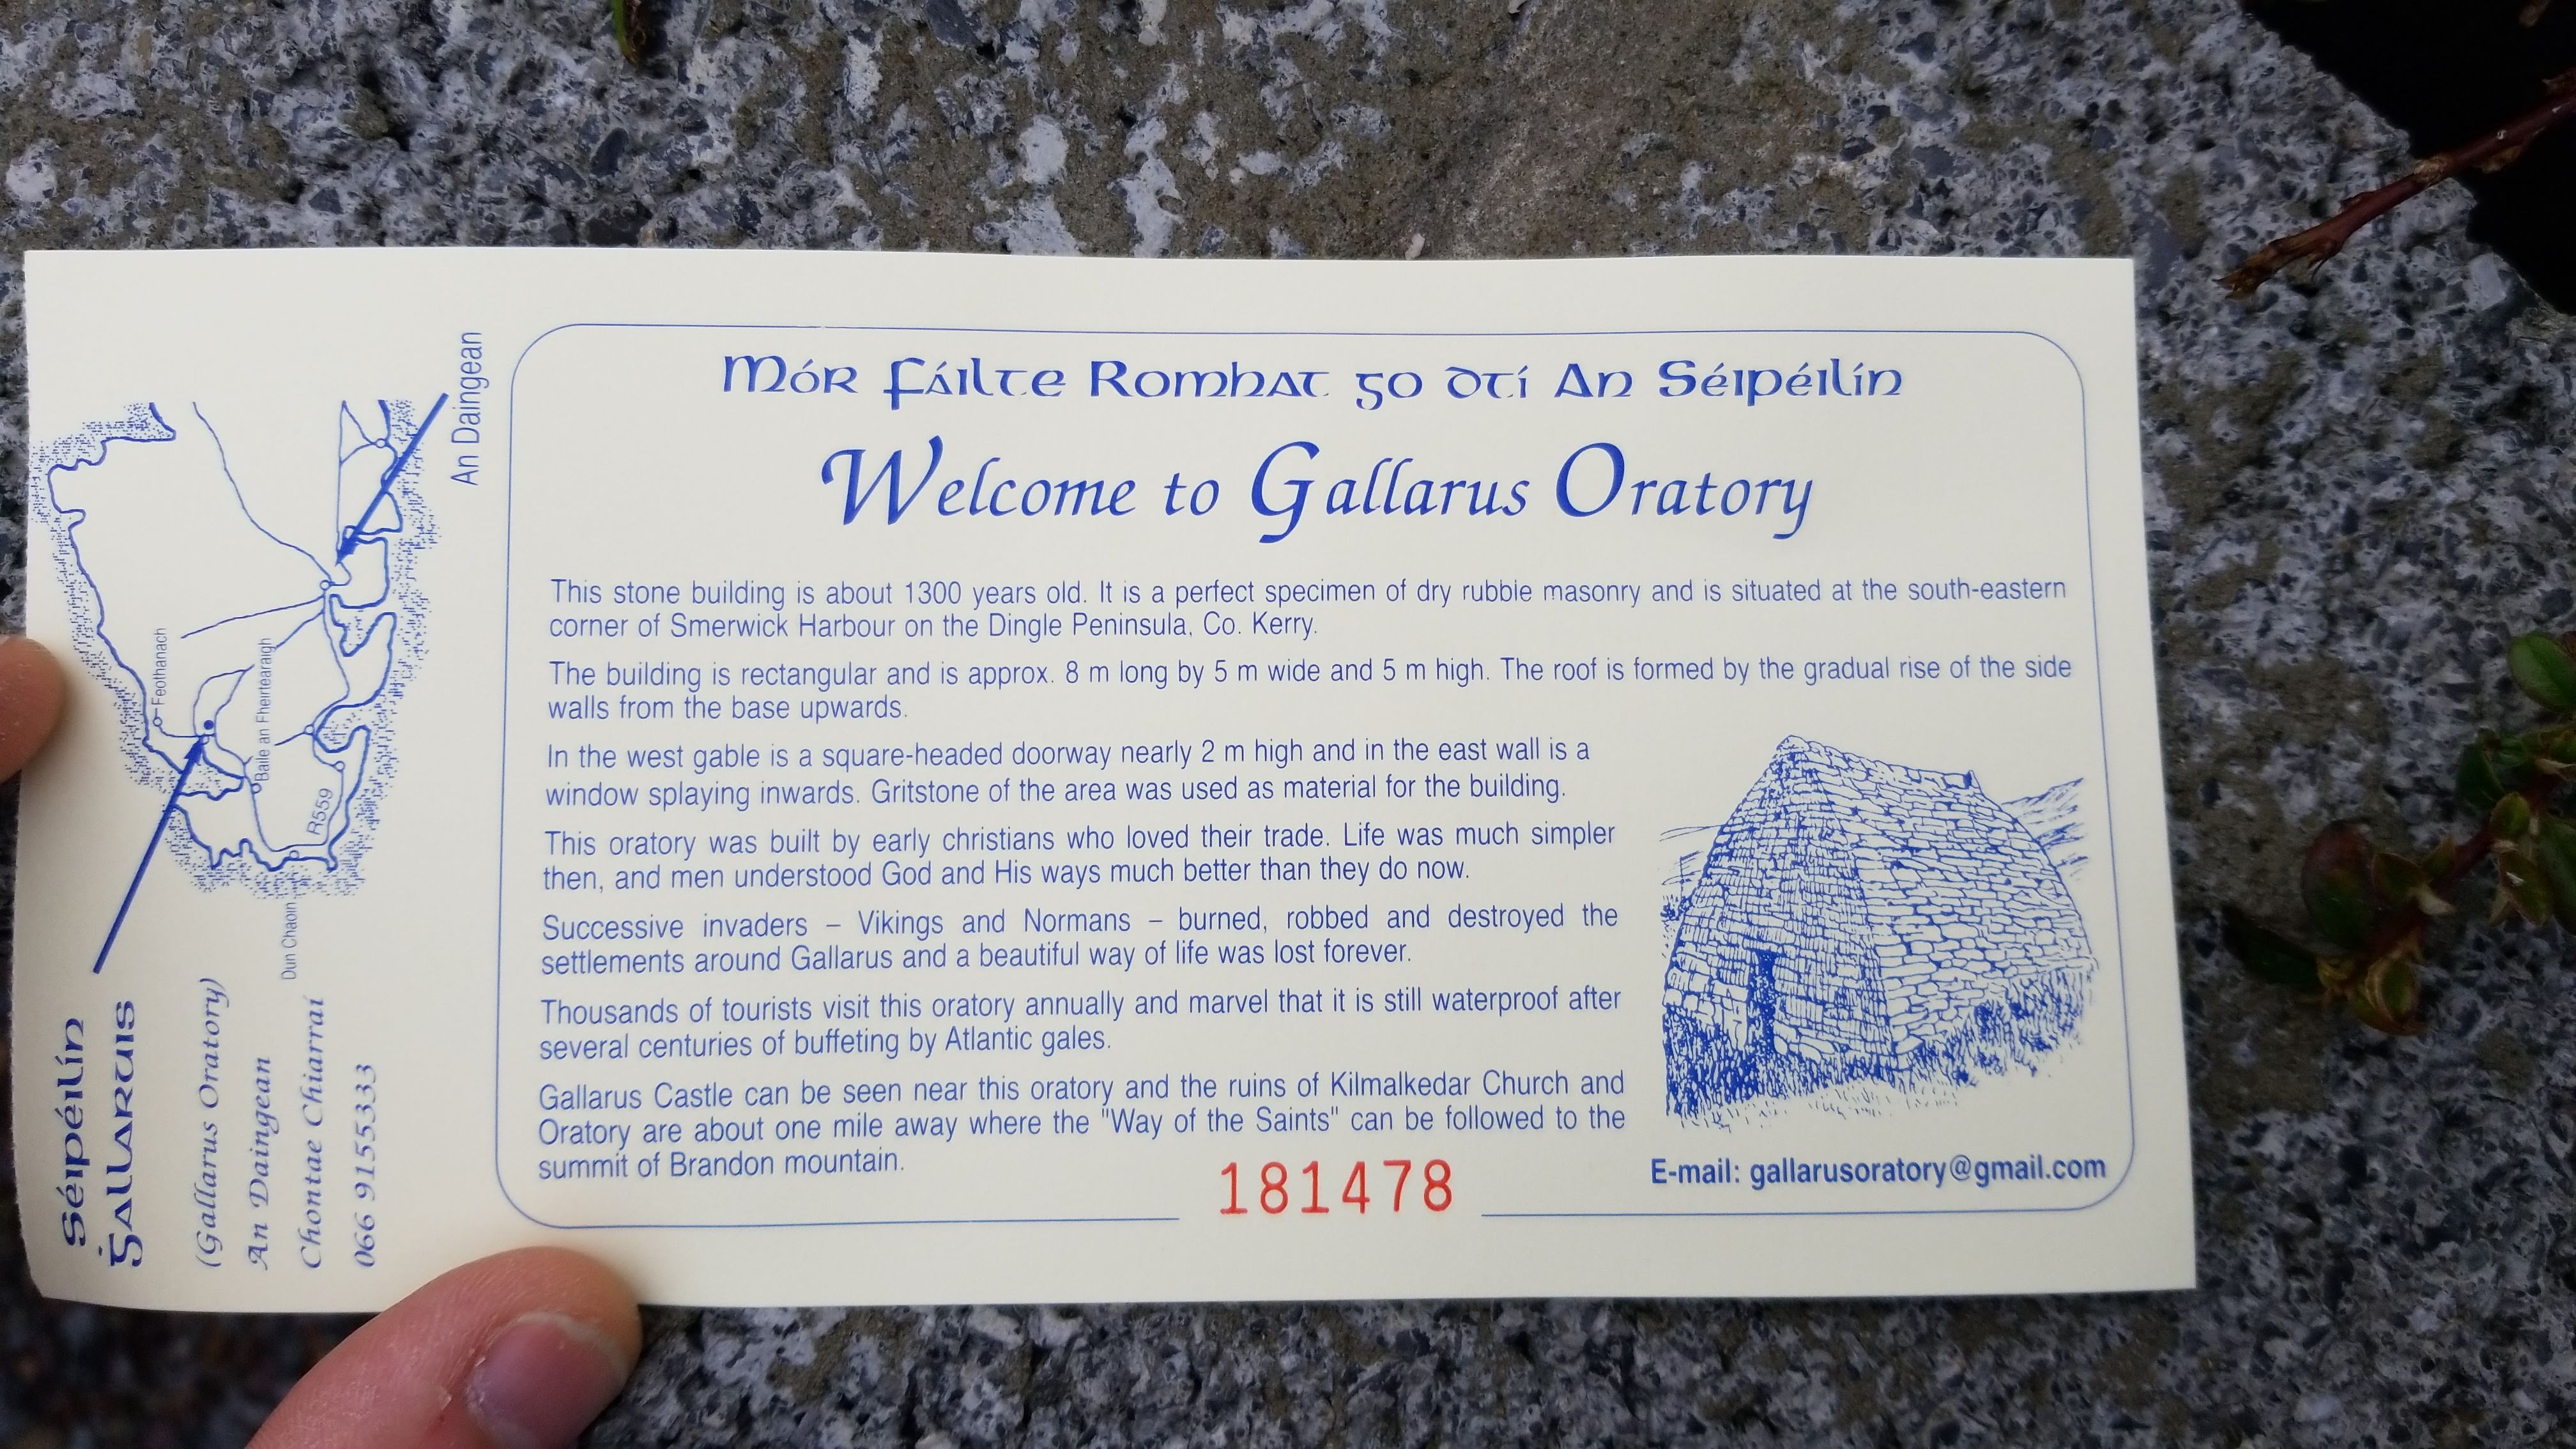 Mór Fáilte Romhat go dtí An Séipéilín
Welcome to Gallarus Oratory
This stone building is about 1300 years old. It is a perfect specimen of dry rubble masonry and is situated at the south-eastern
corner of Smerwick Harbour on the Dingle Peninsula, Co. Kerry.
The building is rectangular and is approx. 8 m long by 5 m wide and 5 m high. The roof is formed by the gradual rise of the side
walls from the base upwards.
In the west gable is a square-headed doorway nearly 2 m high and in the east wall is a
window splaying inwards. Gritstone of the area was used as material for the building.
This oratory was built by early christians who loved their trade. Life was much simpler
then, and men understood God and His ways much better than they do now.
Successive invaders – Vikings and Normans – burned, robbed and destroyed the
settlements around Gallarus and a beautiful way of life was lost forever.
Thousands of tourists visit this oratory annually and marvel that it is still waterproof after
several centuries of buffeting by Atlantic gales.
Gallarus Castle can be seen near this oratory and the ruins of Kilmalkedar Church and
Oratory are about one mile away where the "Way of the Saints" can be followed to the
summit of Brandon mountain.
181478
E-mail: gallarusoratory@gmail.com
Séipéilín
Ġallaruis
(Gallarus Oratory)
An Daingean
Chontae Chiarraí
066 9155333
Feothanach
Baile an Fheirtearaigh
Dun Chaoin
R559
An Daingean